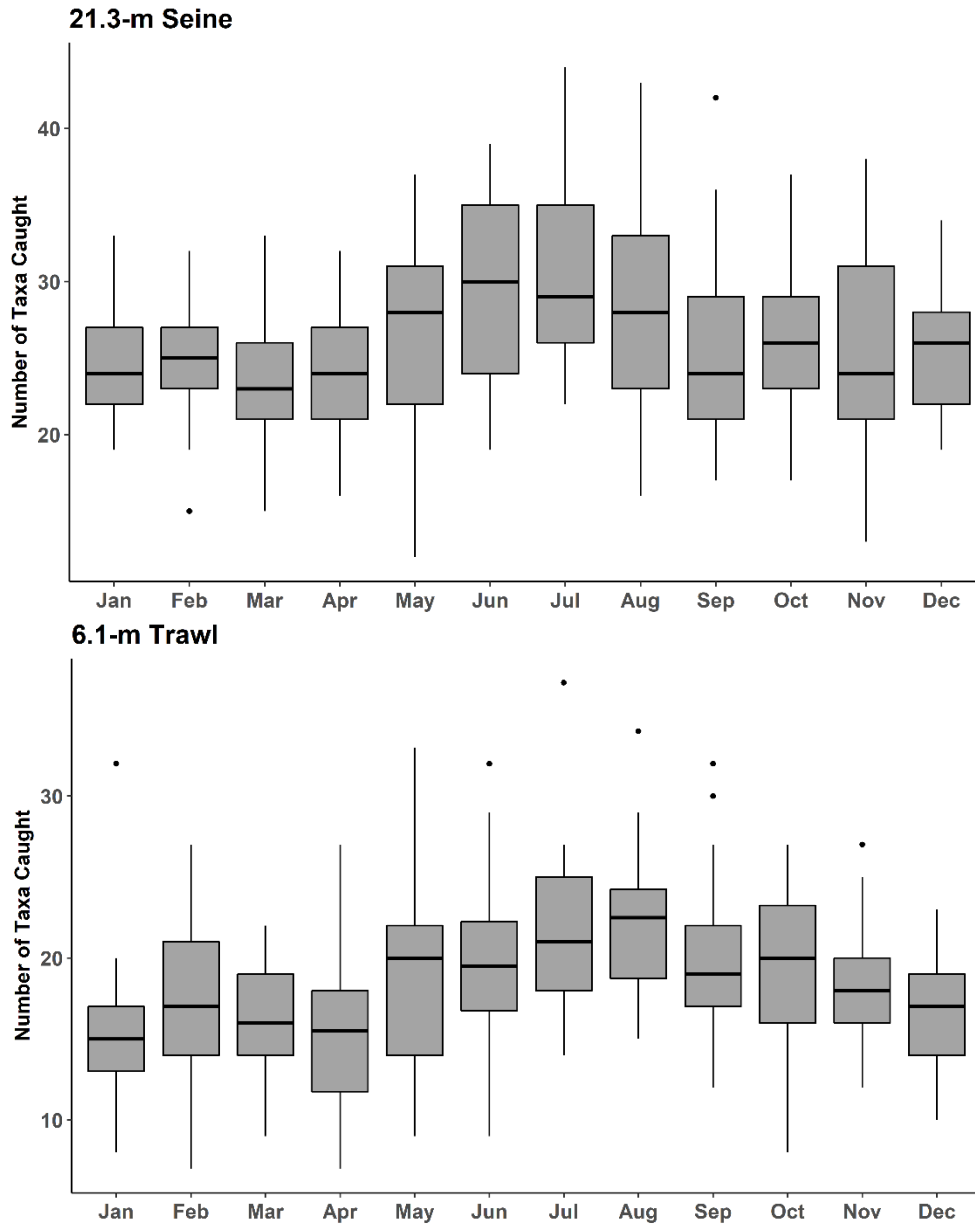 21.3-m Seine
Number of Taxa Caught
40
30
20
Jan Feb Mar Apr May Jun Jul Aug Sep Oct Nov Dec
6.1-m Trawl
Number of Taxa Caught
30
20
10
Jan Feb Mar Apr May Jun Jul Aug Sep Oct Nov Dec